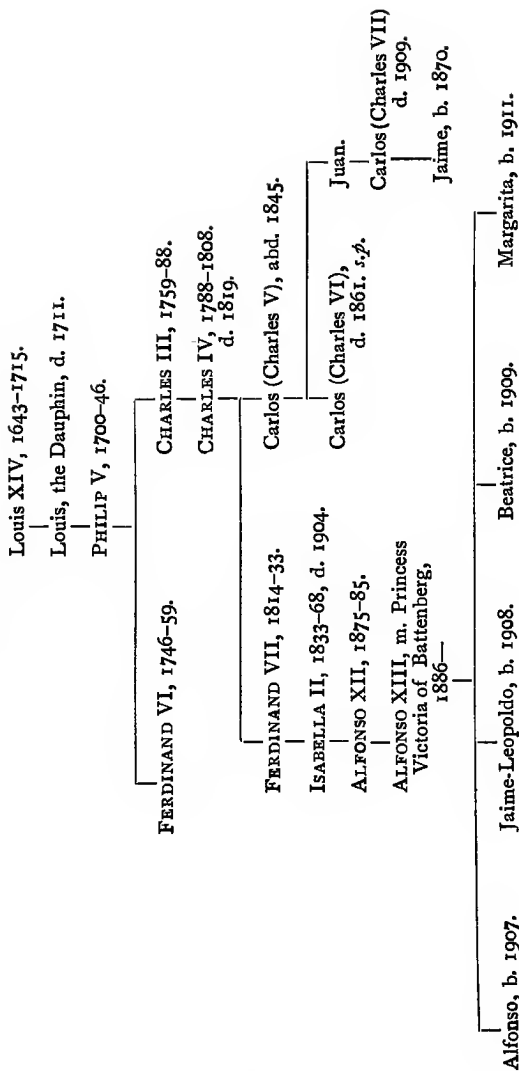 Louis XIV, 1643–1715.
Louis, the Dauphin, d. 1711.
PHILIP V, 1700–46.
FERDINAND VI, 1746–59.
CHARLES III, 1759–88.
CHARLES IV, 1788–1808.
d. 1819.
FERDINAND VII, 1814–33.
Carlos (Charles V), abd. 1845.
ISABELLA II, 1833–68, d. 1904.
Carlos (Charles VI),
d. 1861. s.p.
Juan.
ALFONSO XII, 1875–85.
Carlos (Charles VII)
d. 1909.
ALFONSO XIII, m. Princess
Victoria of Battenberg,
1886—
Jaime, b. 1870.
Alfonso, b. 1907.
Jaime-Leopoldo, b. 1908.
Beatrice, b. 1909.
Margarita, b. 1911.